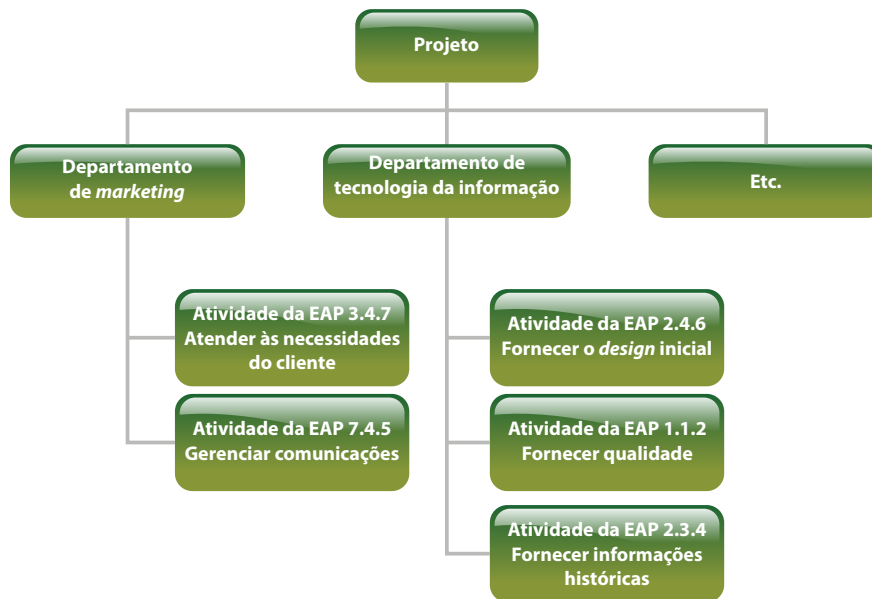 Projeto
Departamento
de marketing
Departamento de
tecnologia da informação
Etc.
Atividade da EAP 3.4.7
Atender às necessidades
do cliente
Atividade da EAP 7.4.5
Gerenciar comunicações
Atividade da EAP 2.4.6
Fornecer o design inicial
Atividade da EAP 1.1.2
Fornecer qualidade
Atividade da EAP 2.3.4
Fornecer informações
históricas